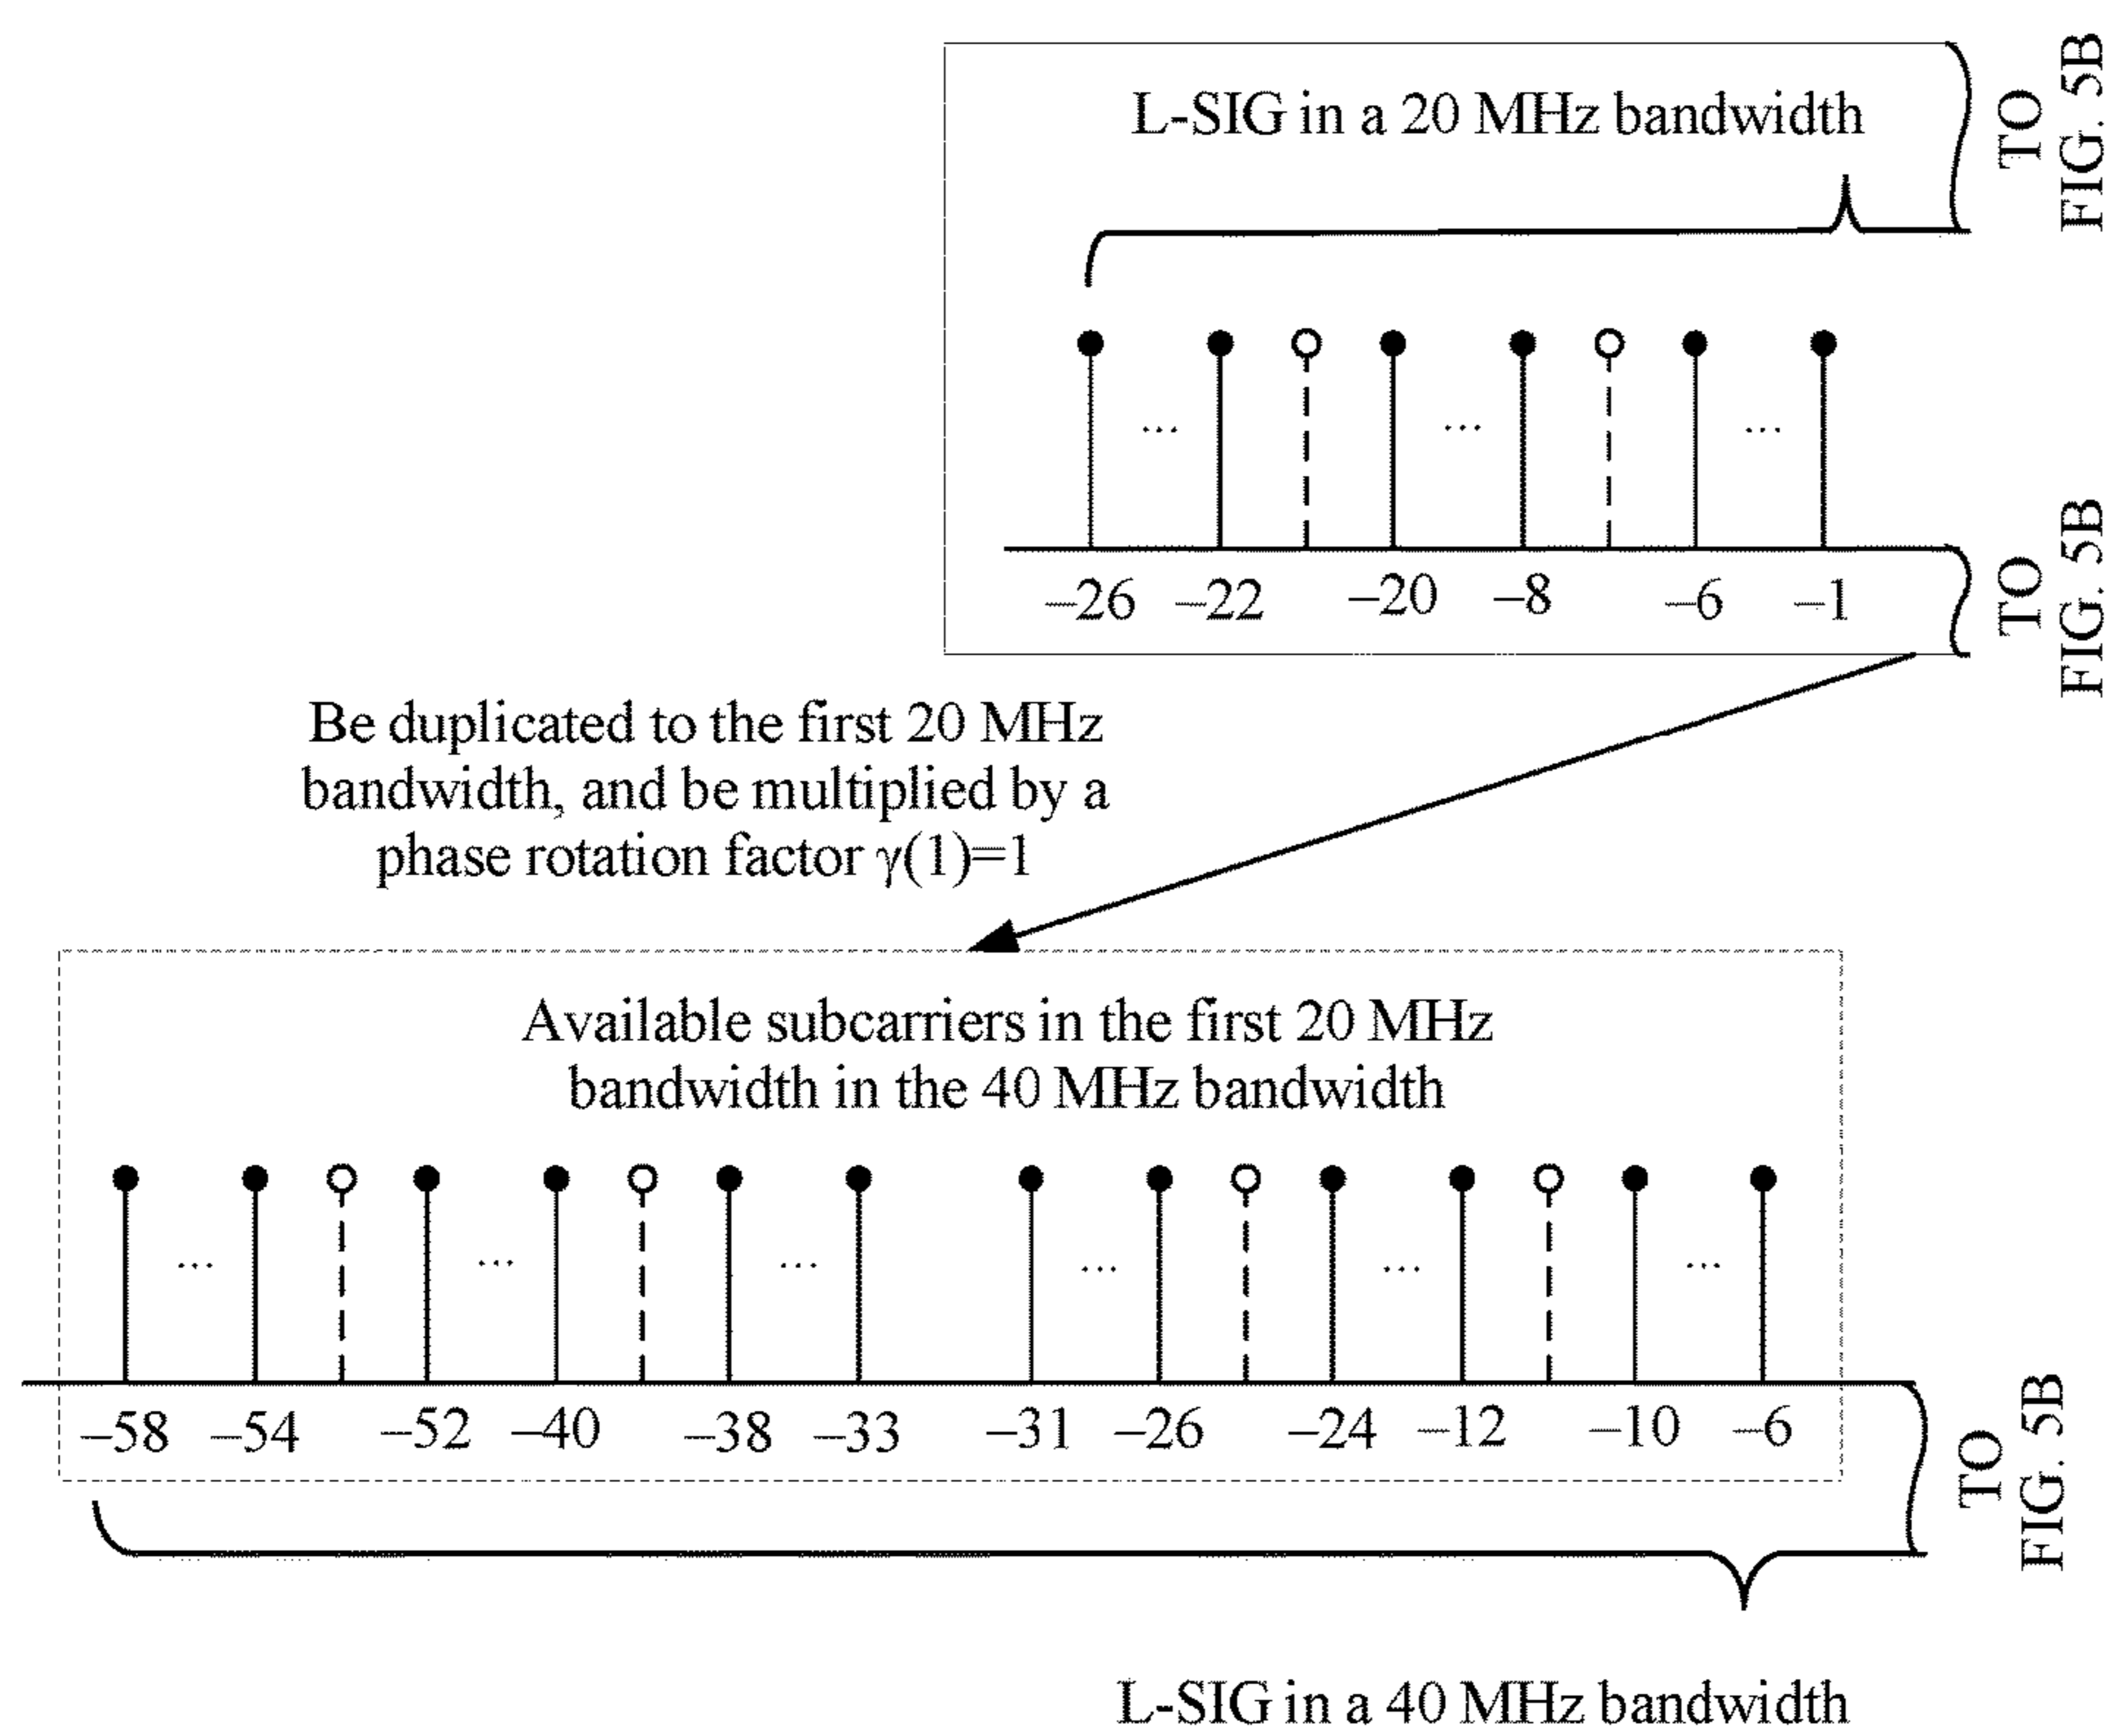 L-SIG in a 20 MHz bandwidth
TO
FIG. 5B
... ... ...
–26 –22 –20 –8 –6 –1
TO
FIG. 5B
Be duplicated to the first 20 MHz
bandwidth, and be multiplied by a
phase rotation factor γ(1)=1
Available subcarriers in the first 20 MHz
bandwidth in the 40 MHz bandwidth
... ... ... ... ... ...
–58 –54 –52 –40 –38 –33 –31 –26 –24 –12 –10 –6
TO
FIG. 5B
L-SIG in a 40 MHz bandwidth